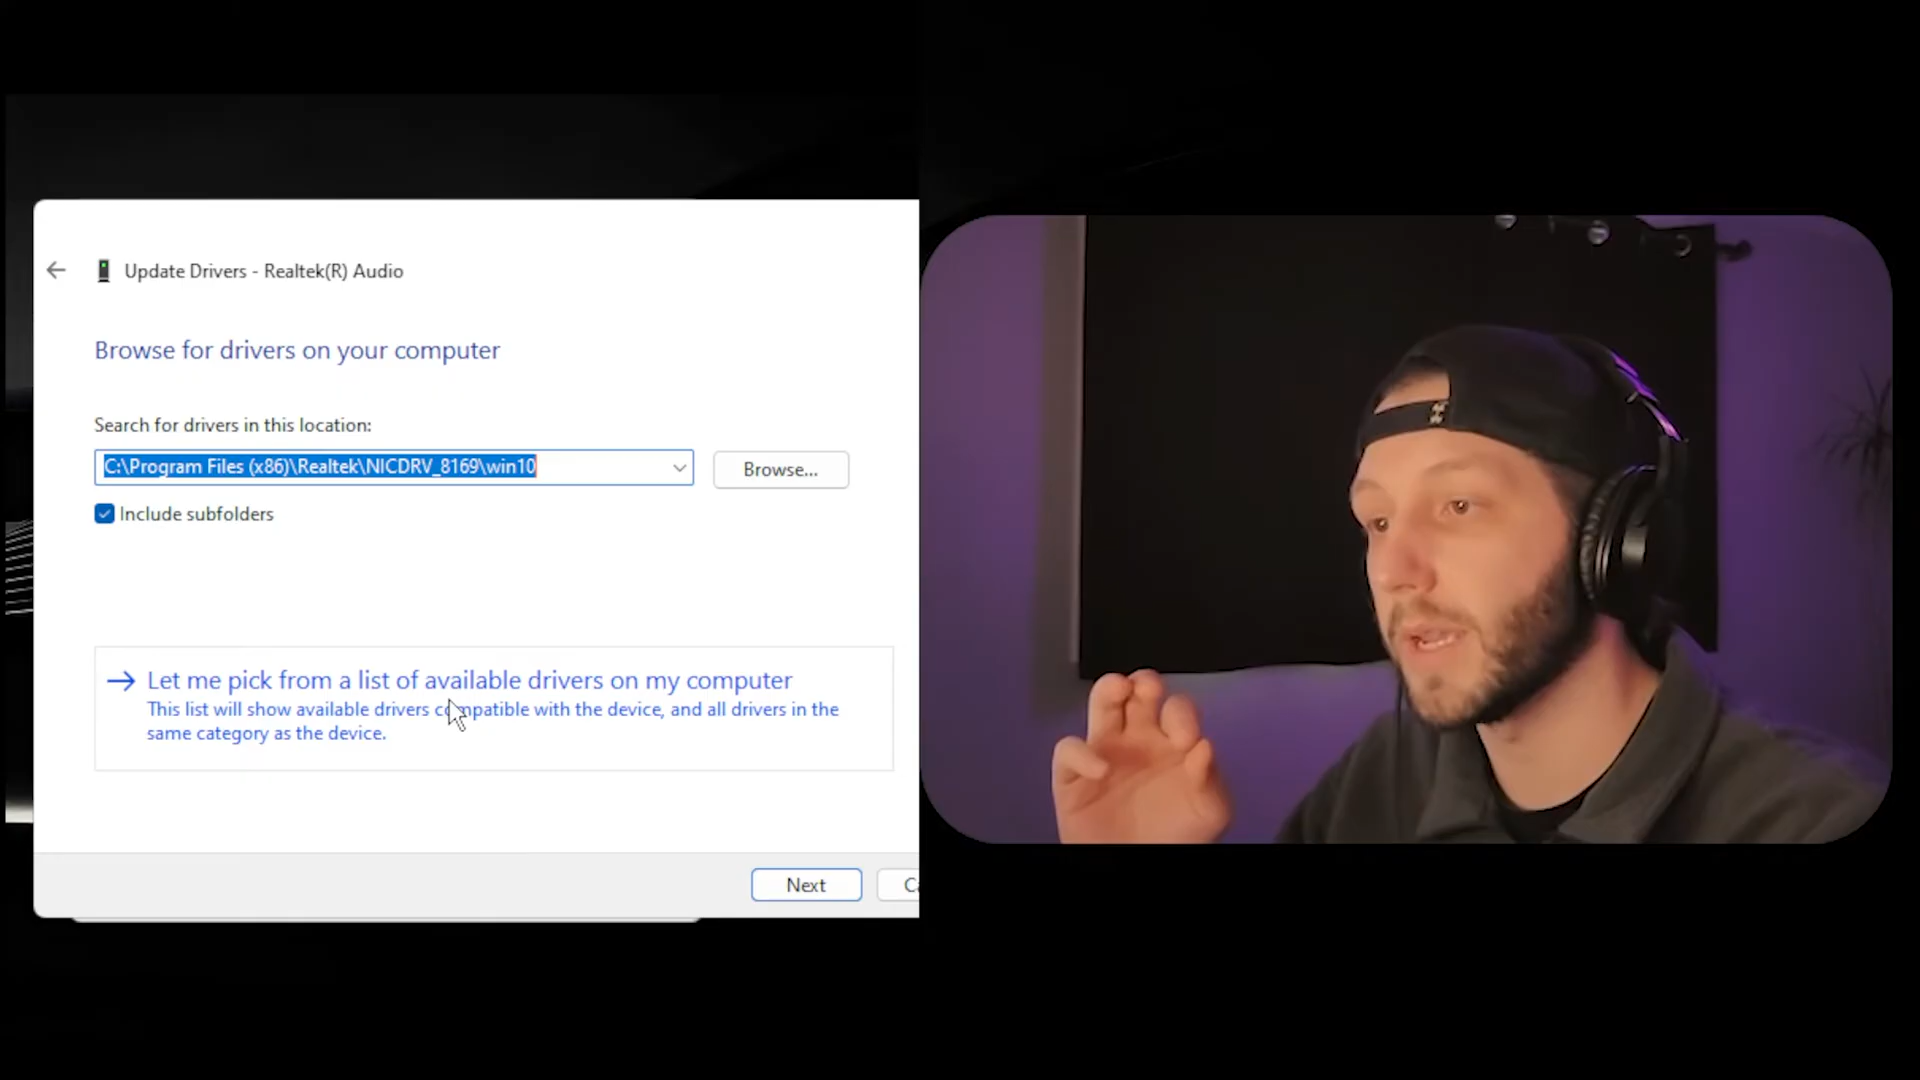 Update Drivers - Realtek(R) Audio
Browse for drivers on your computer
Search for drivers in this location:
C:\Program Files (x86)\Realtek\NICDRV_8169\win10
Browse...
Include subfolders
Let me pick from a list of available drivers on my computer
This list will show available drivers compatible with the device, and all drivers in the
same category as the device.
Next
Ca